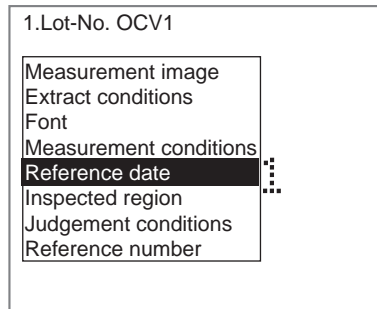 1.Lot-No. OCV1
Measurement image
Extract conditions
Font
Measurement conditions
Reference date
Inspected region
Judgement conditions
Reference number